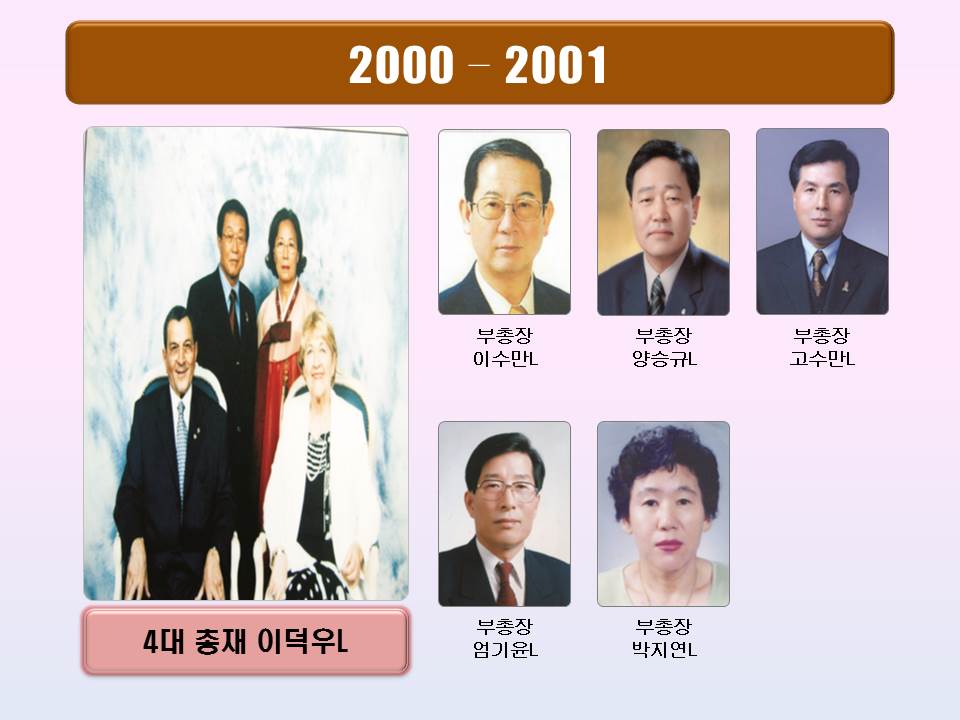 2000 – 2001
부총장
이수만L
부총장
양승규L
부총장
고수만L
부총장
엄기윤L
부총장
박지연L
4대 총재 이덕우L